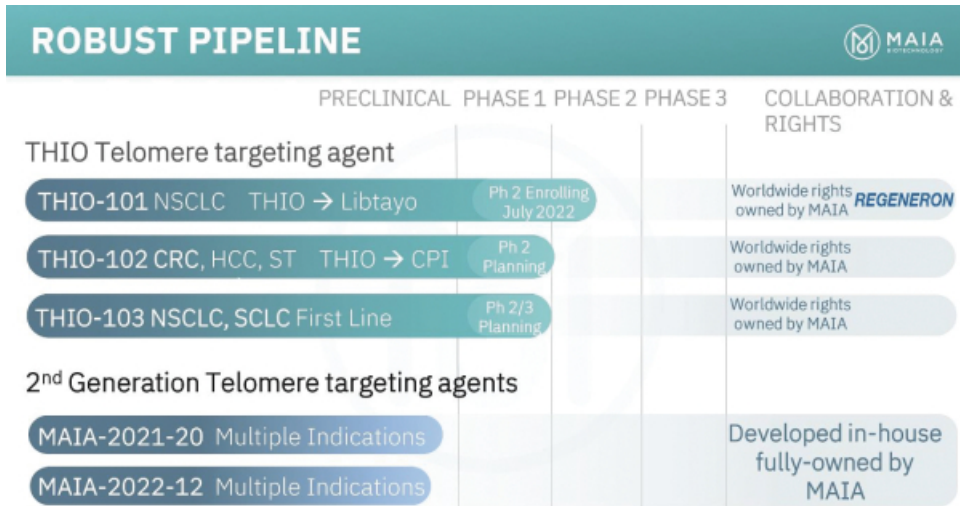 ROBUST PIPELINE
MAIA
BIOTECHNOLOGY
PRECLINICAL PHASE 1 PHASE 2 PHASE 3 COLLABORATION &
RIGHTS
THIO Telomere targeting agent
THIO-101 NSCLC THIO → Libtayo
Ph 2 Enrolling
July 2022
Worldwide rights
owned by MAIA
REGENERON
THIO-102 CRC, HCC, ST THIO → CPI
Ph 2
Planning
Worldwide rights
owned by MAIA
THIO-103 NSCLC, SCLC First Line
Ph 2/3
Planning
Worldwide rights
owned by MAIA
2nd Generation Telomere targeting agents
MAIA-2021-20 Multiple Indications
MAIA-2022-12 Multiple Indications
Developed in-house
fully-owned by
MAIA